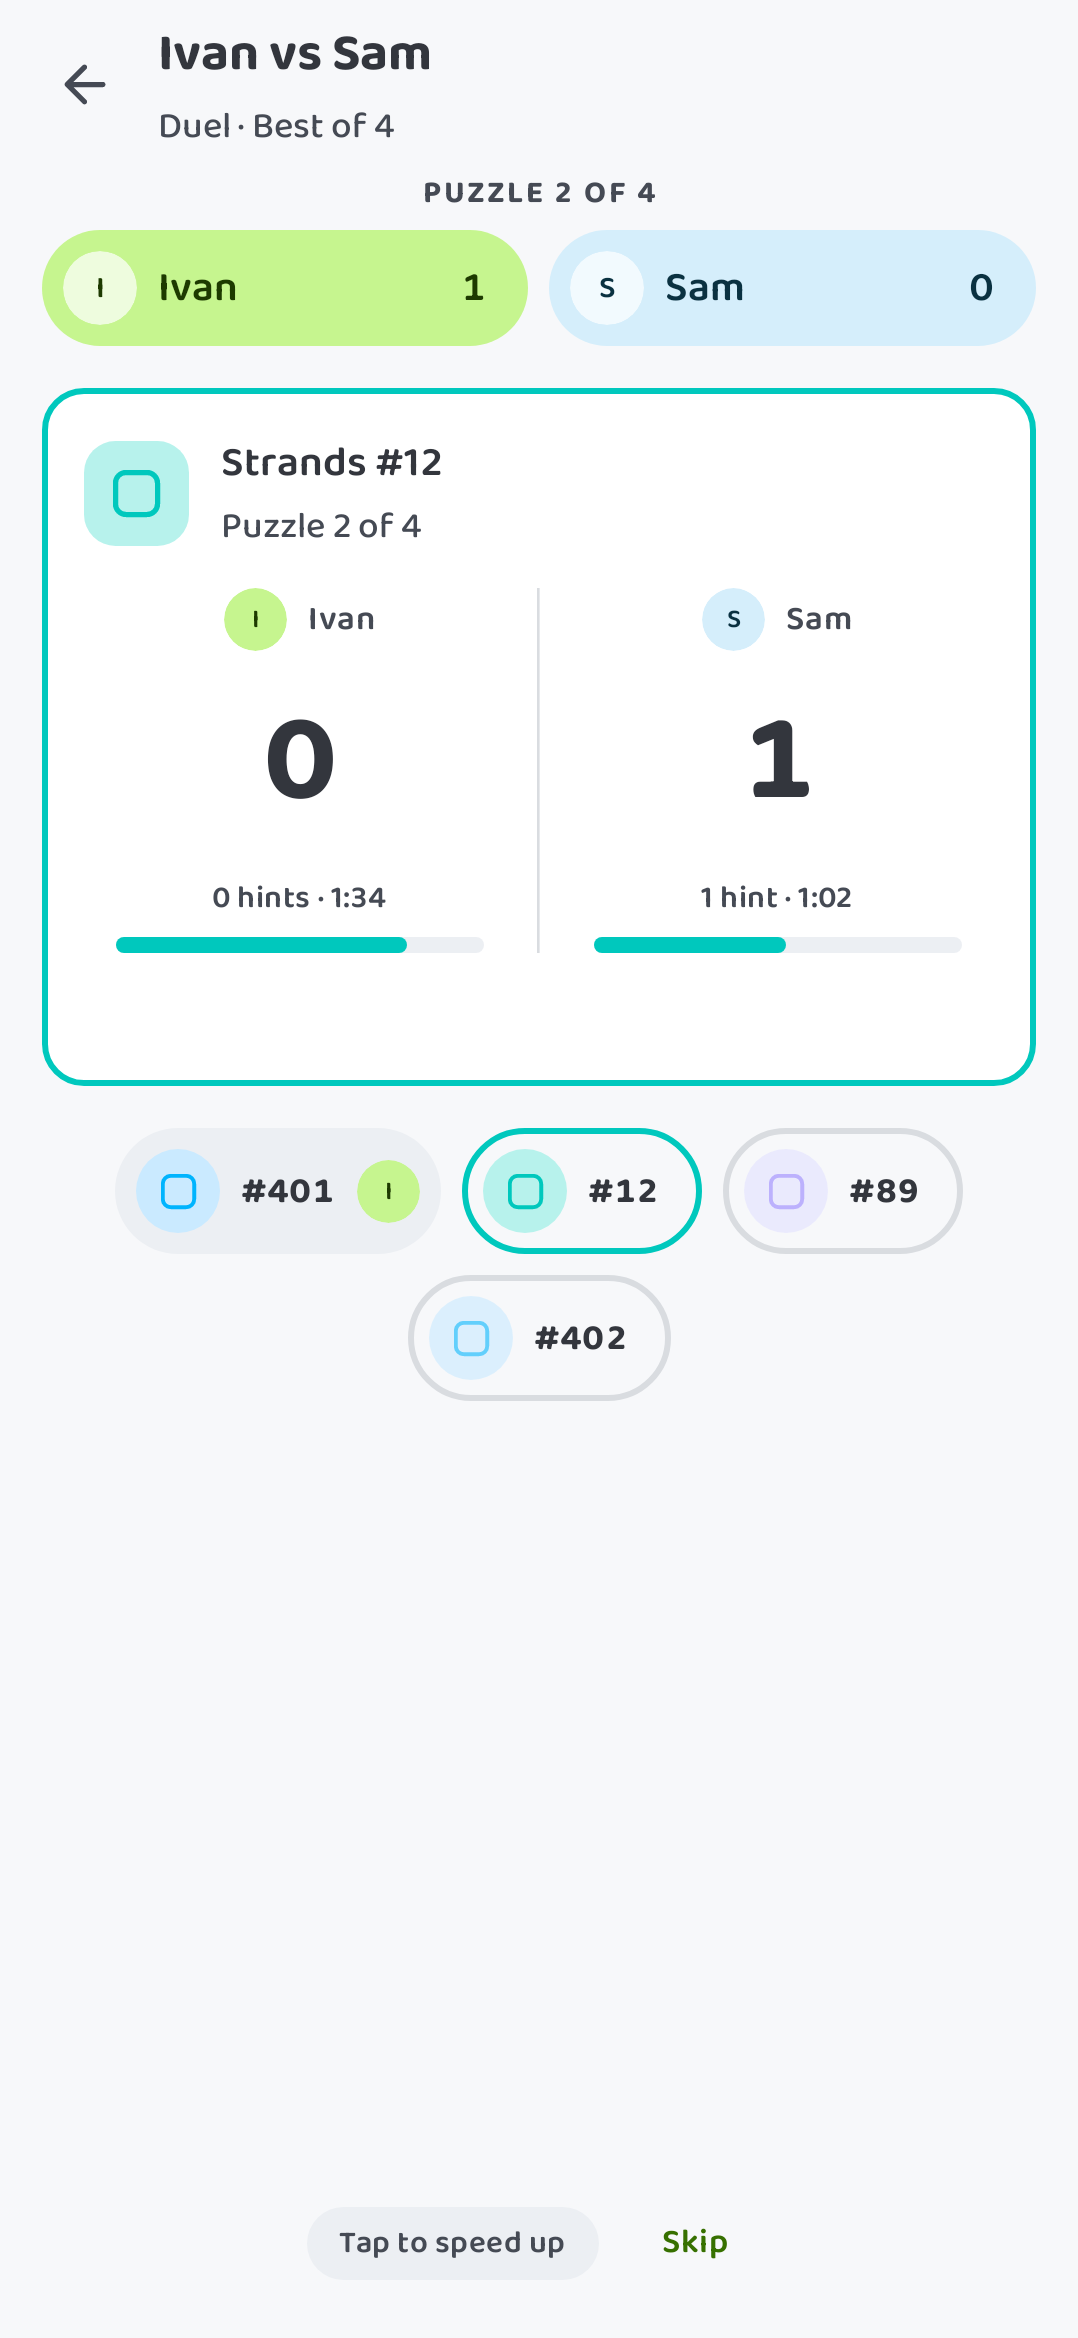 Ivan vs Sam
Duel · Best of 4
PUZZLE 2 OF 4
I Ivan 1
S Sam 0
Strands #12
Puzzle 2 of 4
I Ivan
S Sam
0
1
0 hints · 1:34
1 hint · 1:02
#401 I
#12
#89
#402
Tap to speed up
Skip